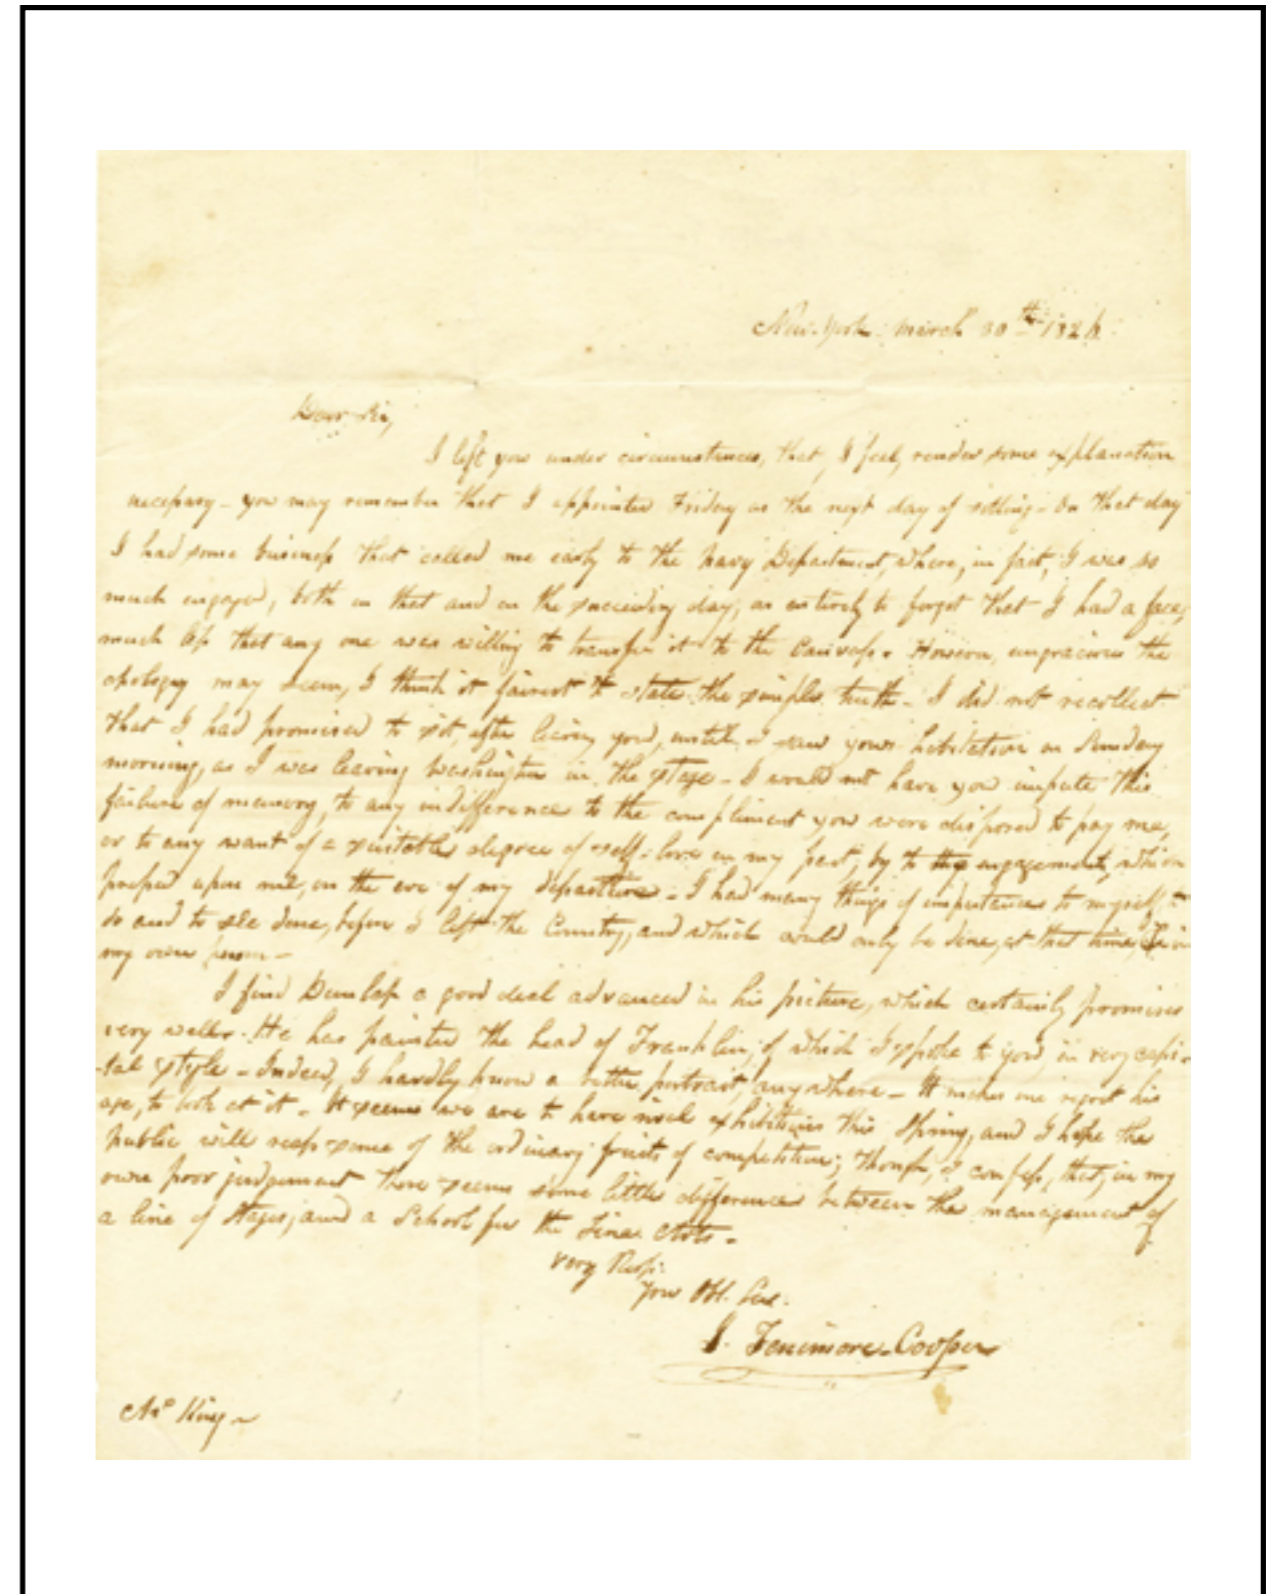 New-York March 30th 1826
Dear Sir,
I left you under circumstances, that, I feel, render some explanation
necessary - you may remember that I appointed Friday as the next day of sitting - On that day
I had some business that called me early to the Navy Department, where, in fact, I was so
much engaged, both on that and on the succeeding day, as entirely to forget that I had a face,
much less that any one was willing to transfer it to the Canvass. However, ungracious the
apology may seem, I think it fairest to state the simple truth - I did not recollect
that I had promised to sit, after leaving you, until I saw your habitation on Sunday
morning, as I was leaving Washington in the stage - I would not have you impute this
failure of memory, to any indifference to the compliment you were disposed to pay me,
or to any want of a suitable degree of self-love on my part, by to the engagements, which
pressed upon me, on the eve of my departure - I had many things of importance to myself, to
do and to see done, before I left the Country, and which could only be done, at that time, in
my own person -
I find Dunlap a good deal advanced in his picture, which certainly promises
very well. He has painted the head of Franklin, of which I spoke to you, in very capi-
-tal style - Indeed, I hardly know a better portrait, any where - It makes me regret his
age, to look at it - It seems we are to have rival exhibitions this Spring, and I hope the
public will reap some of the ordinary fruits of competition; though, I confess, that, in my
own poor judgement there seems some little difference between the management of
a line of Stages, and a School for the Fine Arts -
Very Resp:
Your Obl. Ser.
J. Fenimore Cooper
Mr King -